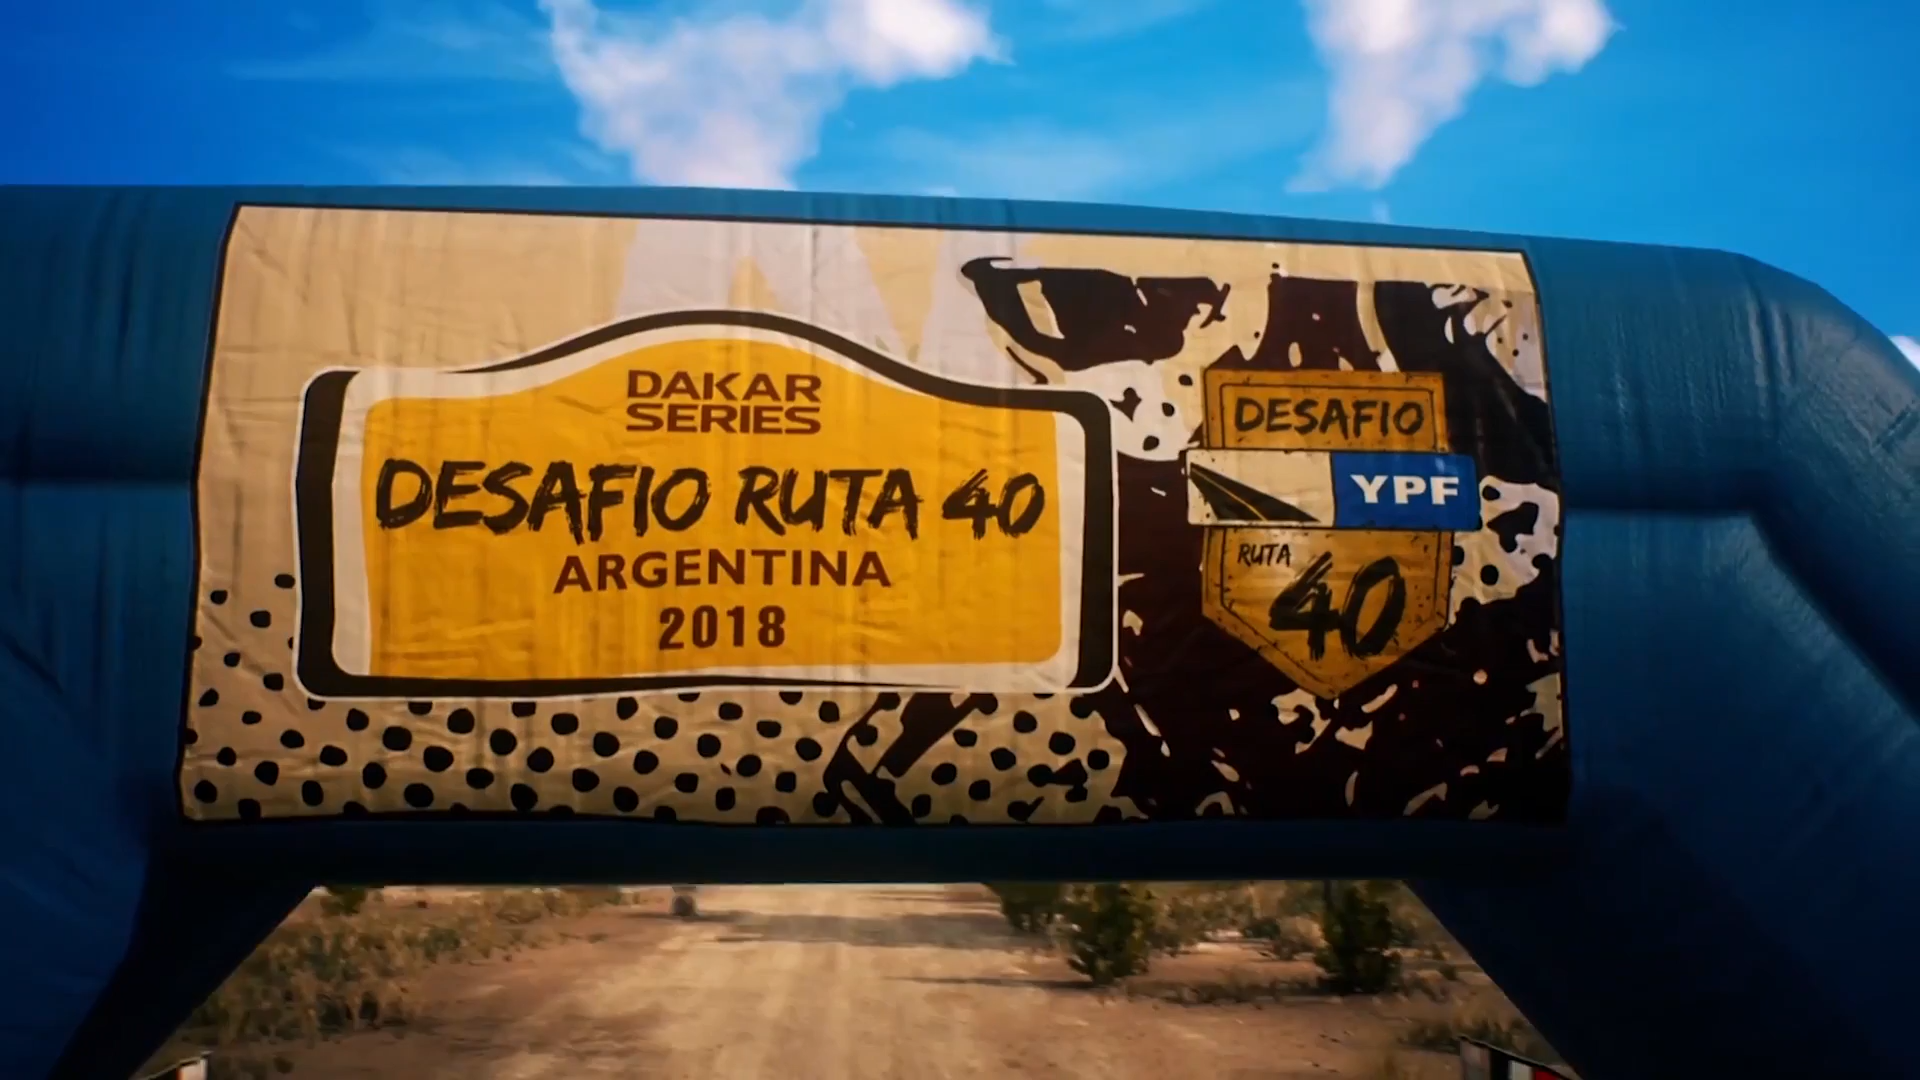 DAKAR
SERIES
DESAFIO RUTA 40
ARGENTINA
2018
DESAFIO
YPF
RUTA
40